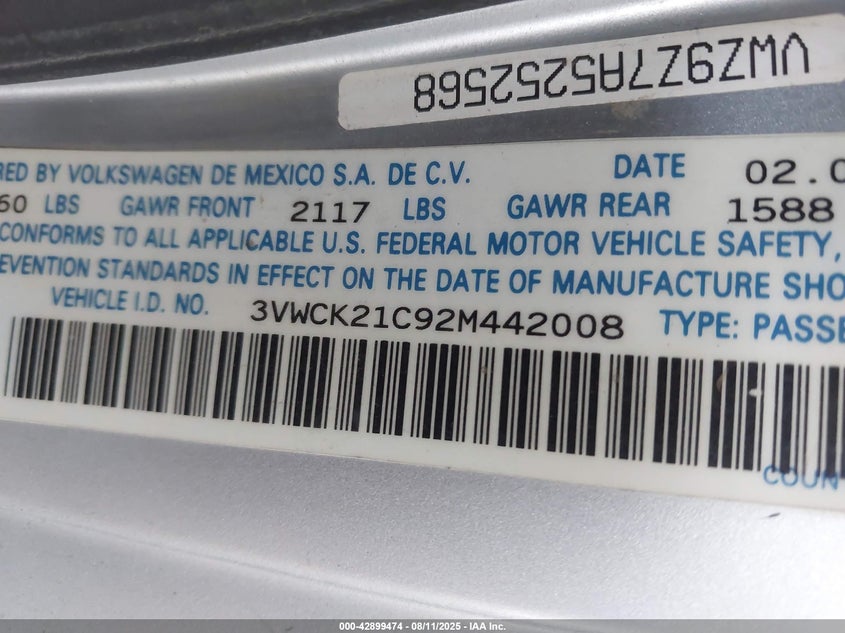 VWZ9Z7A5252568
RED BY VOLKSWAGEN DE MEXICO S.A. DE C.V. DATE 02.0
60 LBS GAWR FRONT 2117 LBS GAWR REAR 1588
CONFORMS TO ALL APPLICABLE U.S. FEDERAL MOTOR VEHICLE SAFETY,
EVENTION STANDARDS IN EFFECT ON THE DATE OF MANUFACTURE SHO
VEHICLE I.D. NO. 3VWCK21C92M442008 TYPE: PASSE
COUN
000-42899474 - 08/11/2025 - IAA Inc.